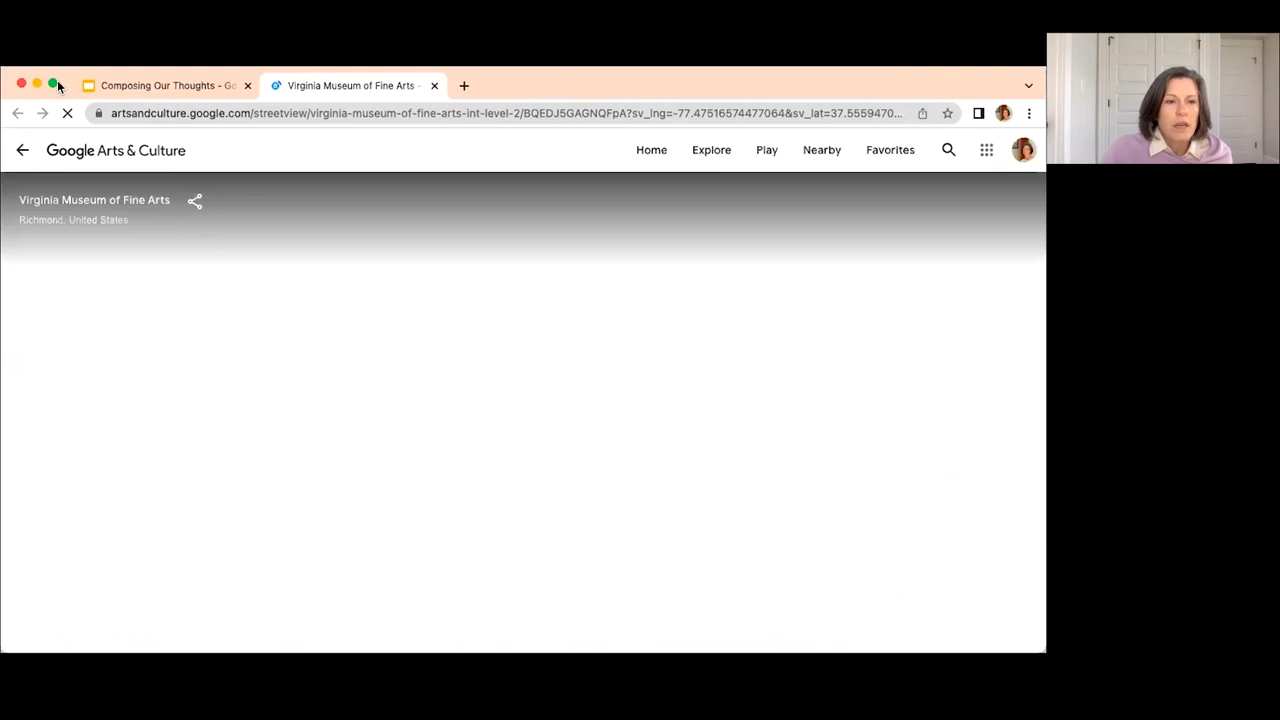 Composing Our Thoughts - Go
Virginia Museum of Fine Arts -
artsandculture.google.com/streetview/virginia-museum-of-fine-arts-int-level-2/BQEDJ5GAGNQFpA?sv_lng=-77.47516574477064&sv_lat=37.5559470...
Google Arts & Culture
Home
Explore
Play
Nearby
Favorites
Virginia Museum of Fine Arts
Richmond, United States